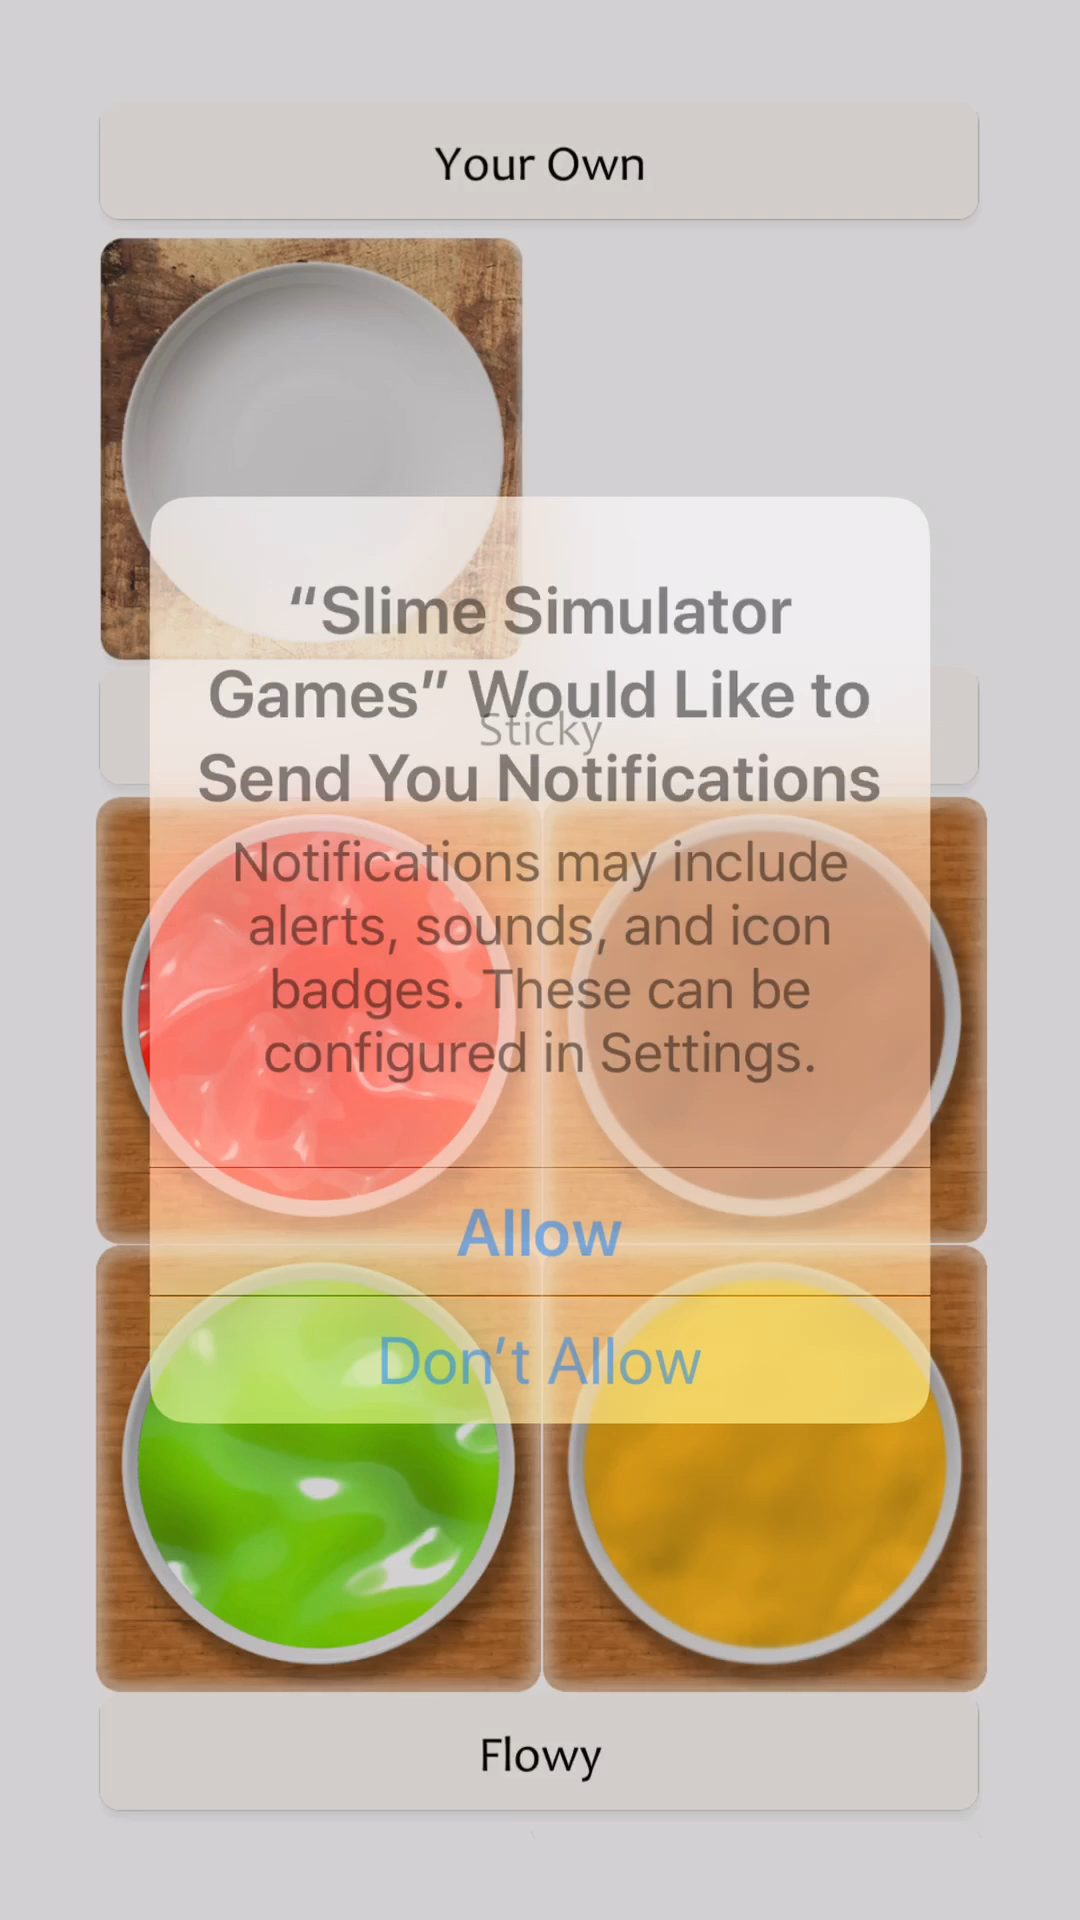 Your Own
“Slime Simulator
Games” Would Like to
Sticky
Send You Notifications
Notifications may include
alerts, sounds, and icon
badges. These can be
configured in Settings.
Allow
Don’t Allow
Flowy